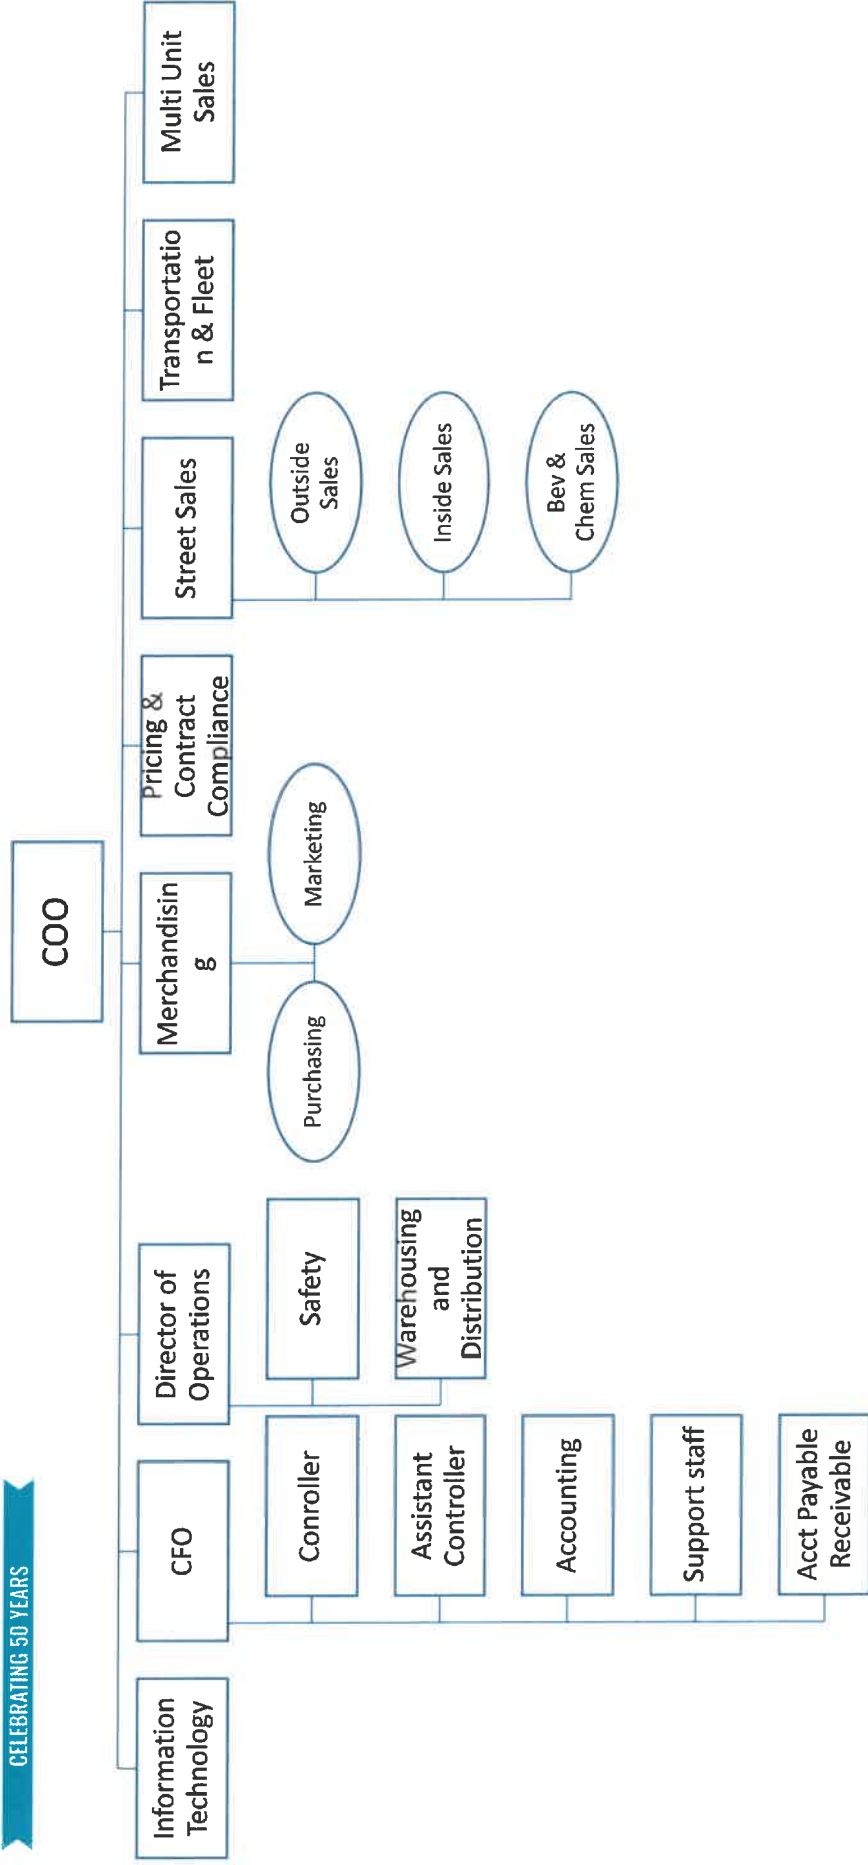 CELEBRATING 50 YEARS
COO
Information
Technology
CFO
Director of
Operations
Merchandisin
g
Pricing &
Contract
Compliance
Street Sales
Transportatio
n & Fleet
Multi Unit
Sales
Conroller
Assistant
Controller
Accounting
Support staff
Acct Payable
Receivable
Safety
Warehousing
and
Distribution
Purchasing
Marketing
Outside
Sales
Inside Sales
Bev &
Chem Sales